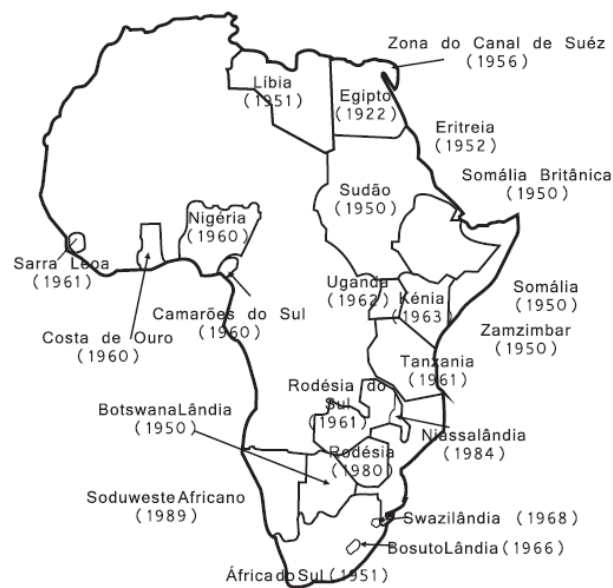 Zona do Canal de Suéz
(1956)
Líbia
(1951)
Egipto
(1922)
Eritreia
(1952)
Somália Britânica
(1950)
Sudão
(1950)
Nigéria
(1960)
Sarra Leoa
(1961)
Uganda
(1962)
Kénia
(1963)
Somália
(1950)
Camarões do Sul
(1960)
Costa de Ouro
(1960)
Zamzimbar
(1950)
Tanzania
(1961)
Rodésia do
Sul
(1961)
BotswanaLândia
(1950)
Niassalândia
(1984)
Rodésia
(1980)
SoduwesteAfricano
(1989)
Swazilândia (1968)
BosutoLândia (1966)
África do Sul (1951)